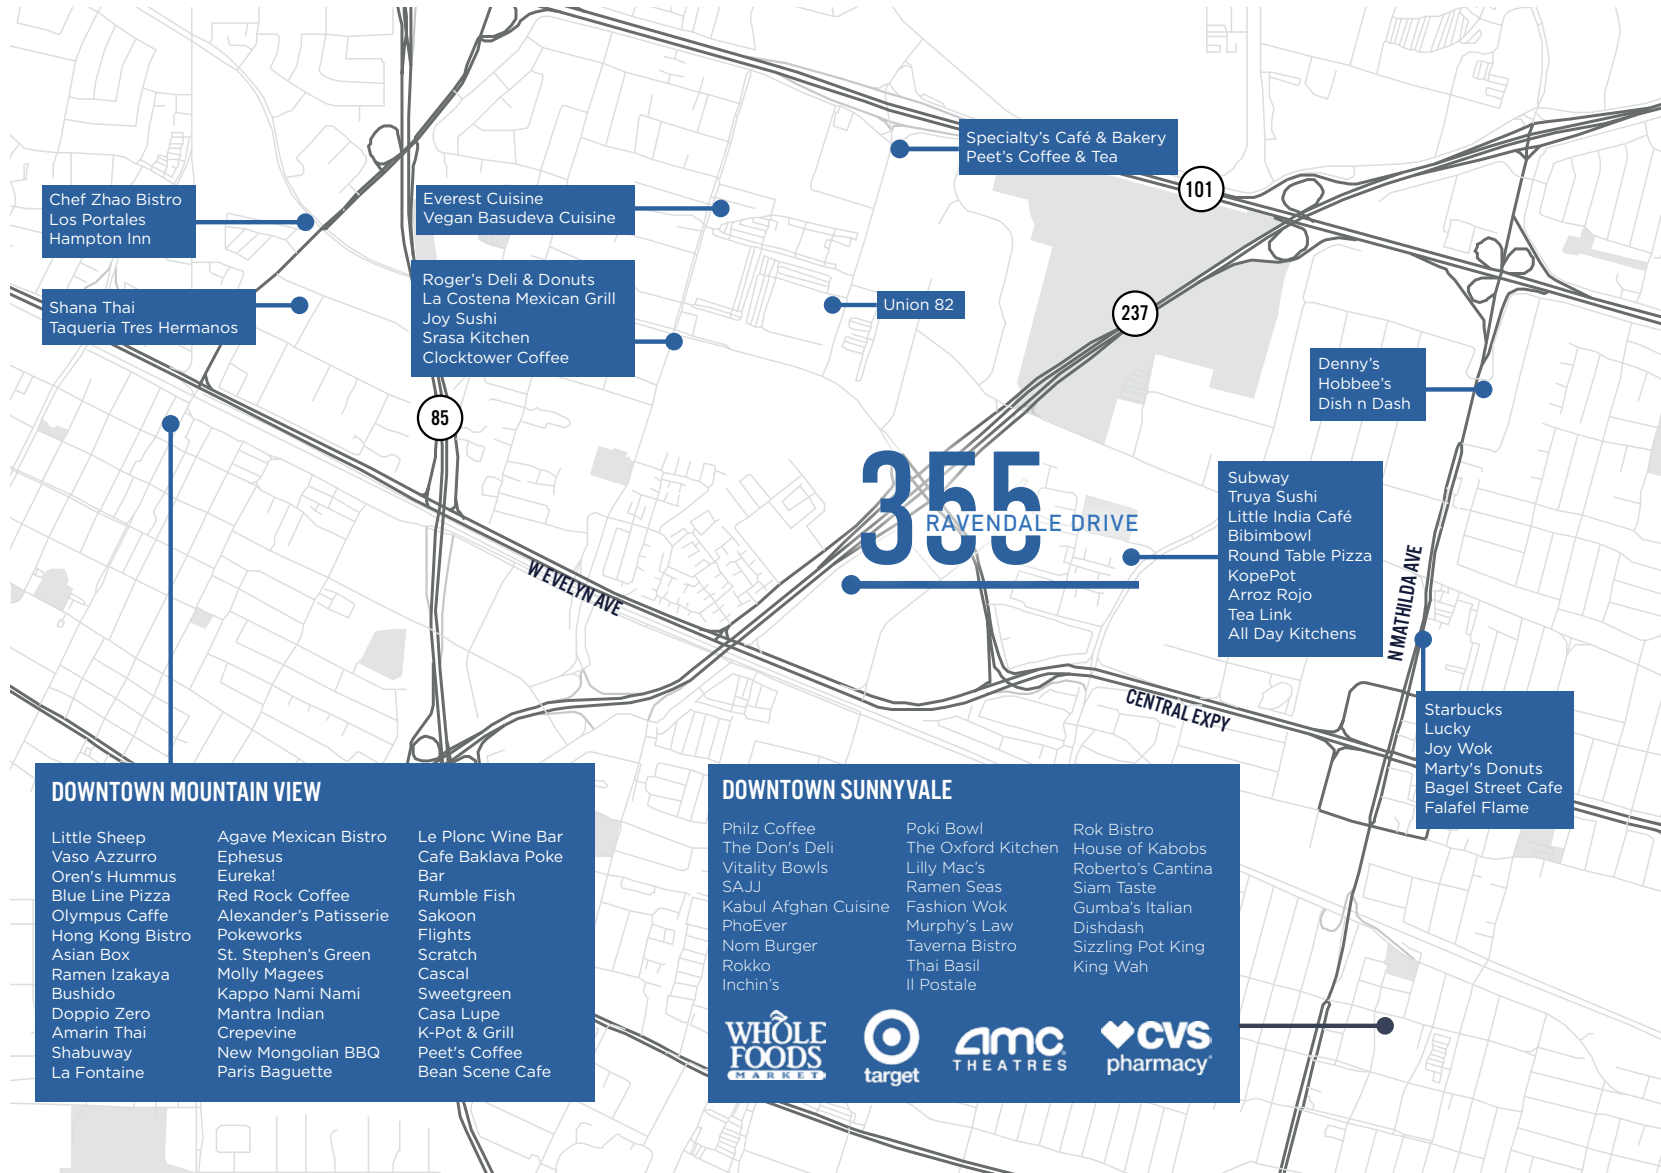 Specialty's Café & Bakery
Peet's Coffee & Tea
101
Chef Zhao Bistro
Los Portales
Hampton Inn
Everest Cuisine
Vegan Basudeva Cuisine
Shana Thai
Taqueria Tres Hermanos
Roger's Deli & Donuts
La Costena Mexican Grill
Joy Sushi
Srasa Kitchen
Clocktower Coffee
Union 82
237
Denny's
Hobbee's
Dish n Dash
85
355
RAVENDALE DRIVE
Subway
Truya Sushi
Little India Café
Bibimbowl
Round Table Pizza
KopePot
Arroz Rojo
Tea Link
All Day Kitchens
W EVELYN AVE
N MATHILDA AVE
CENTRAL EXPY
Starbucks
Lucky
Joy Wok
Marty's Donuts
Bagel Street Cafe
Falafel Flame
DOWNTOWN MOUNTAIN VIEW
Little Sheep
Vaso Azzurro
Oren's Hummus
Blue Line Pizza
Olympus Caffe
Hong Kong Bistro
Asian Box
Ramen Izakaya
Bushido
Doppio Zero
Amarin Thai
Shabuway
La Fontaine
Agave Mexican Bistro
Ephesus
Eureka!
Red Rock Coffee
Alexander's Patisserie
Pokeworks
St. Stephen's Green
Molly Magees
Kappo Nami Nami
Mantra Indian
Crepevine
New Mongolian BBQ
Paris Baguette
Le Plonc Wine Bar
Cafe Baklava Poke
Bar
Rumble Fish
Sakoon
Flights
Scratch
Cascal
Sweetgreen
Casa Lupe
K-Pot & Grill
Peet's Coffee
Bean Scene Cafe
DOWNTOWN SUNNYVALE
Philz Coffee
The Don's Deli
Vitality Bowls
SAJJ
Kabul Afghan Cuisine
PhoEver
Nom Burger
Rokko
Inchin's
Poki Bowl
The Oxford Kitchen
Lilly Mac's
Ramen Seas
Fashion Wok
Murphy's Law
Taverna Bistro
Thai Basil
Il Postale
Rok Bistro
House of Kabobs
Roberto's Cantina
Siam Taste
Gumba's Italian
Dishdash
Sizzling Pot King
King Wah
WHOLE
FOODS
MARKET
target
amc
THEATRES
CVS
pharmacy